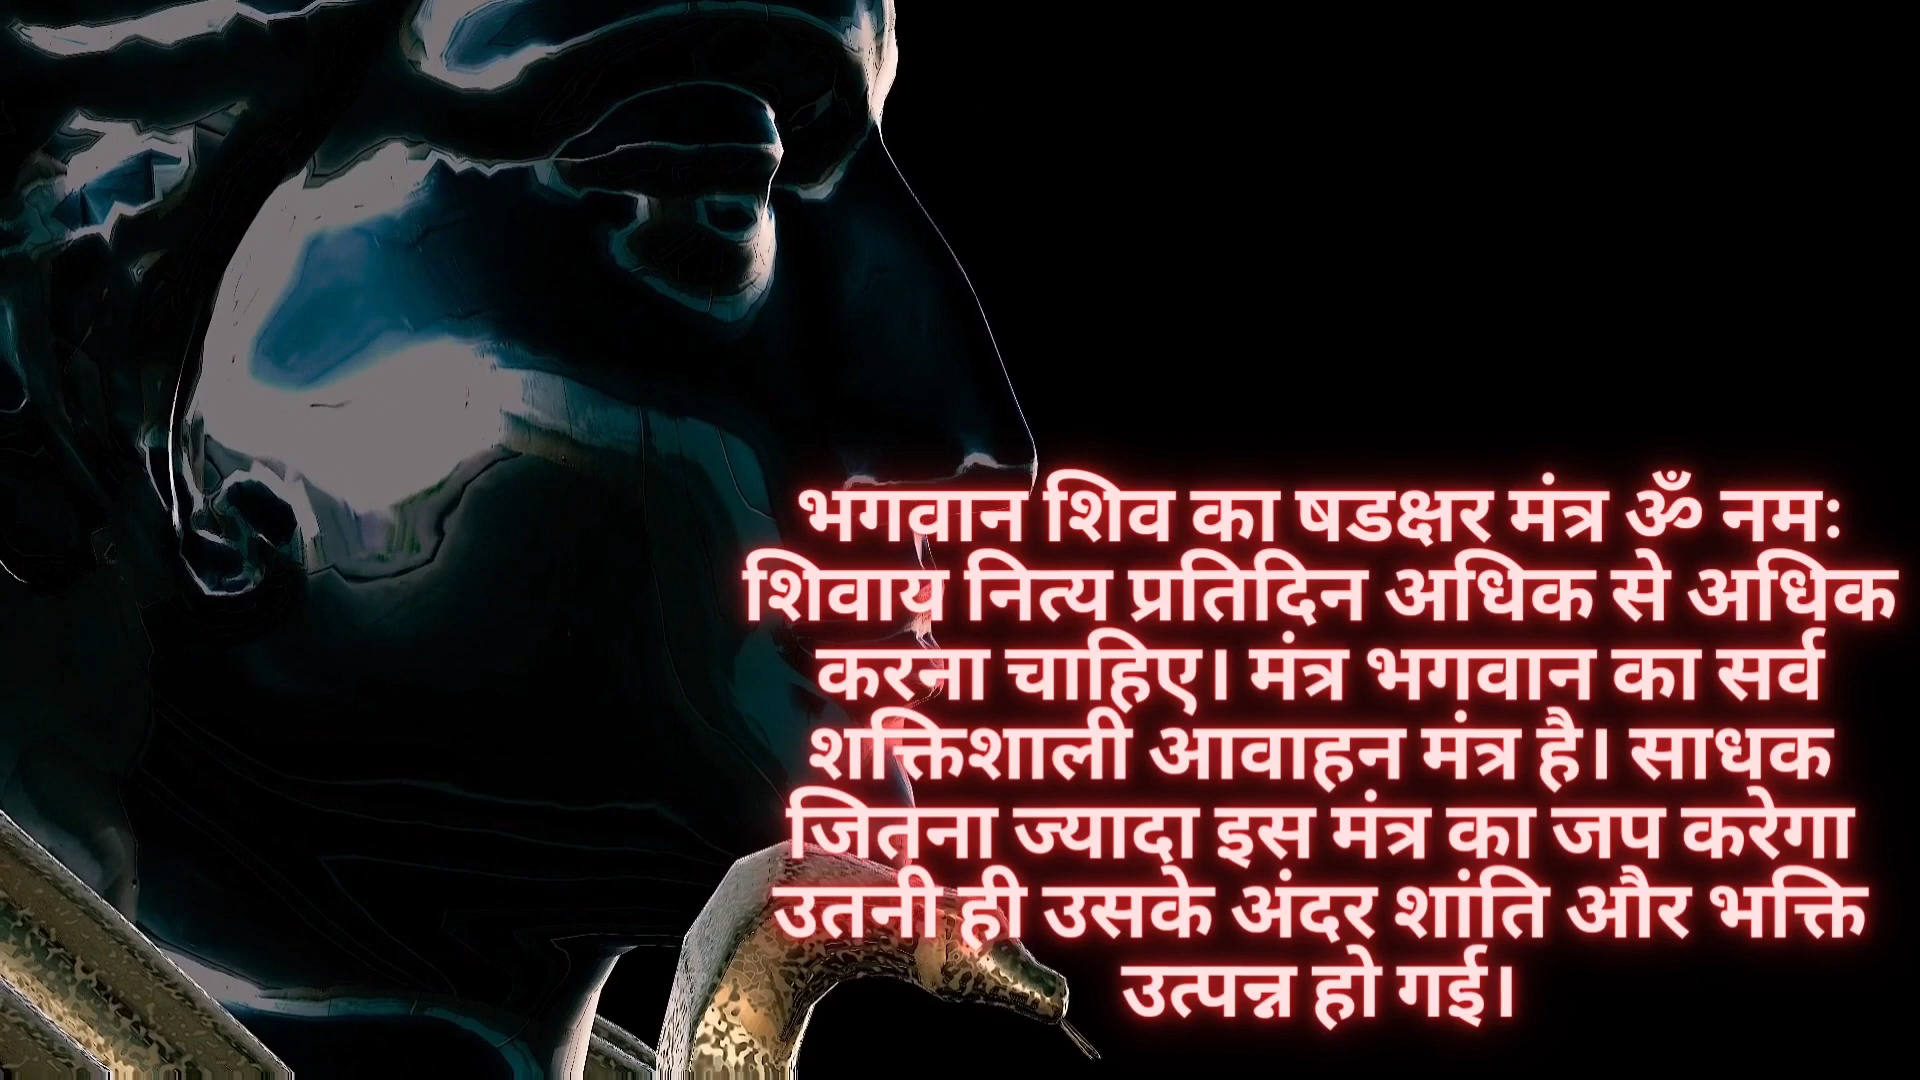 भगवान शिव का षडक्षर मंत्र ॐ नमः
शिवाय नित्य प्रतिदिन अधिक से अधिक
करना चाहिए। मंत्र भगवान का सर्व
शक्तिशाली आवाहन मंत्र है। साधक
जितना ज्यादा इस मंत्र का जप करेगा
उतनी ही उसके अंदर शांति और भक्ति
उत्पन्न हो गई।